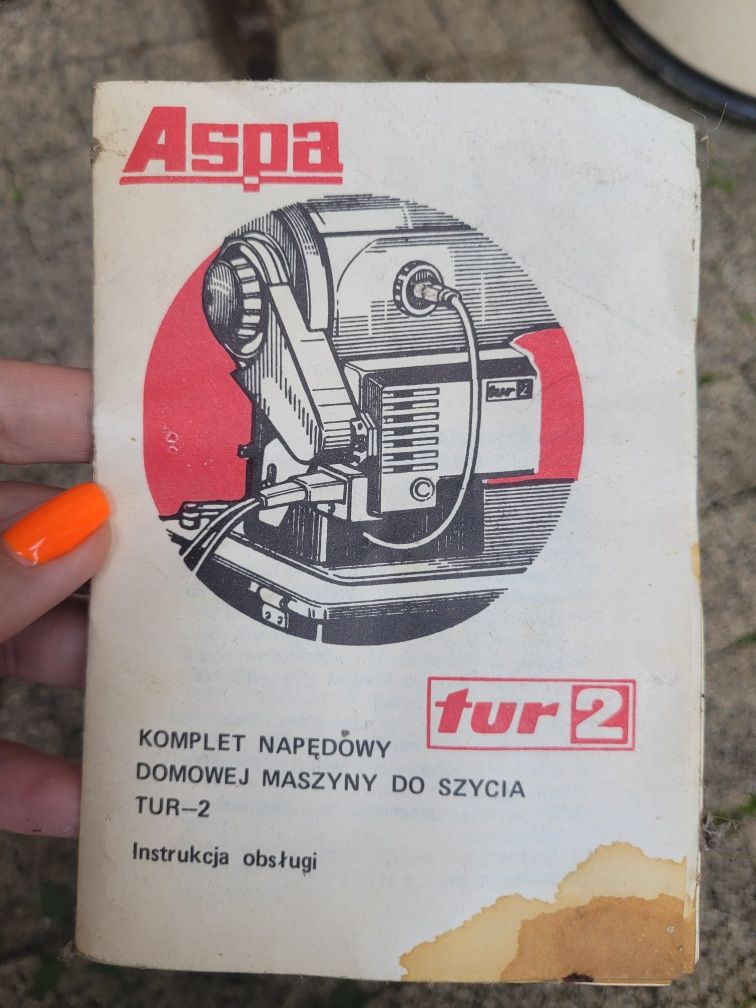 Aspa
tur 2
tur 2
KOMPLET NAPĘDOWY
DOMOWEJ MASZYNY DO SZYCIA
TUR—2
Instrukcja obsługi